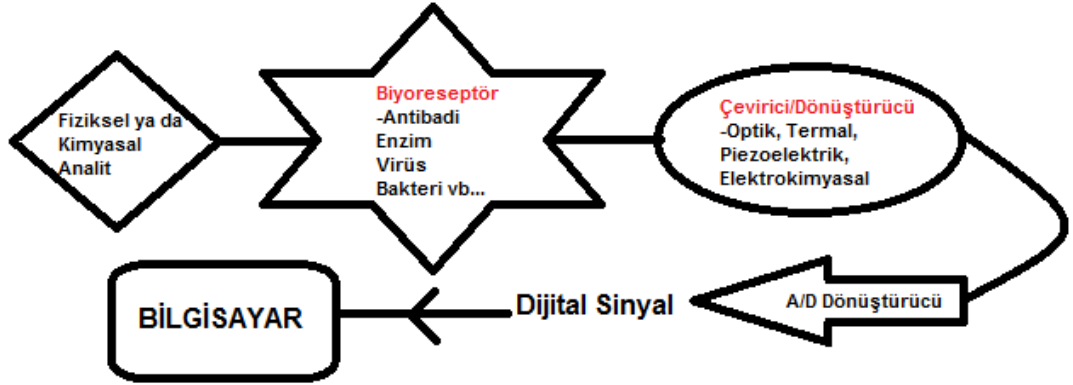 Fiziksel ya da
Kimyasal
Analit
Biyoreseptör
-Antibadi
Enzim
Virüs
Bakteri vb...
Çevirici/Dönüştürücü
-Optik, Termal,
Piezoelektrik,
Elektrokimyasal
A/D Dönüştürücü
Dijital Sinyal
BİLGİSAYAR